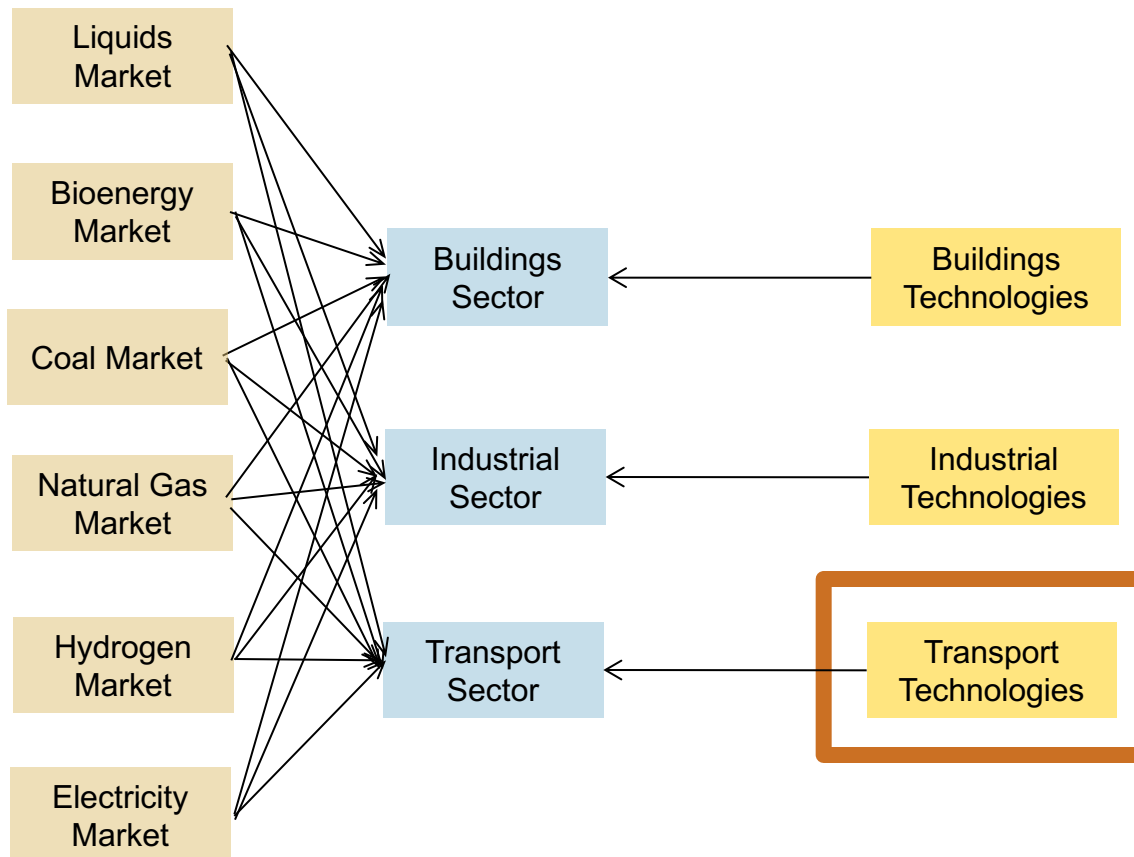 Liquids
Market
Bioenergy
Market
Coal Market
Natural Gas
Market
Hydrogen
Market
Electricity
Market
Buildings
Sector
Industrial
Sector
Transport
Sector
Buildings
Technologies
Industrial
Technologies
Transport
Technologies